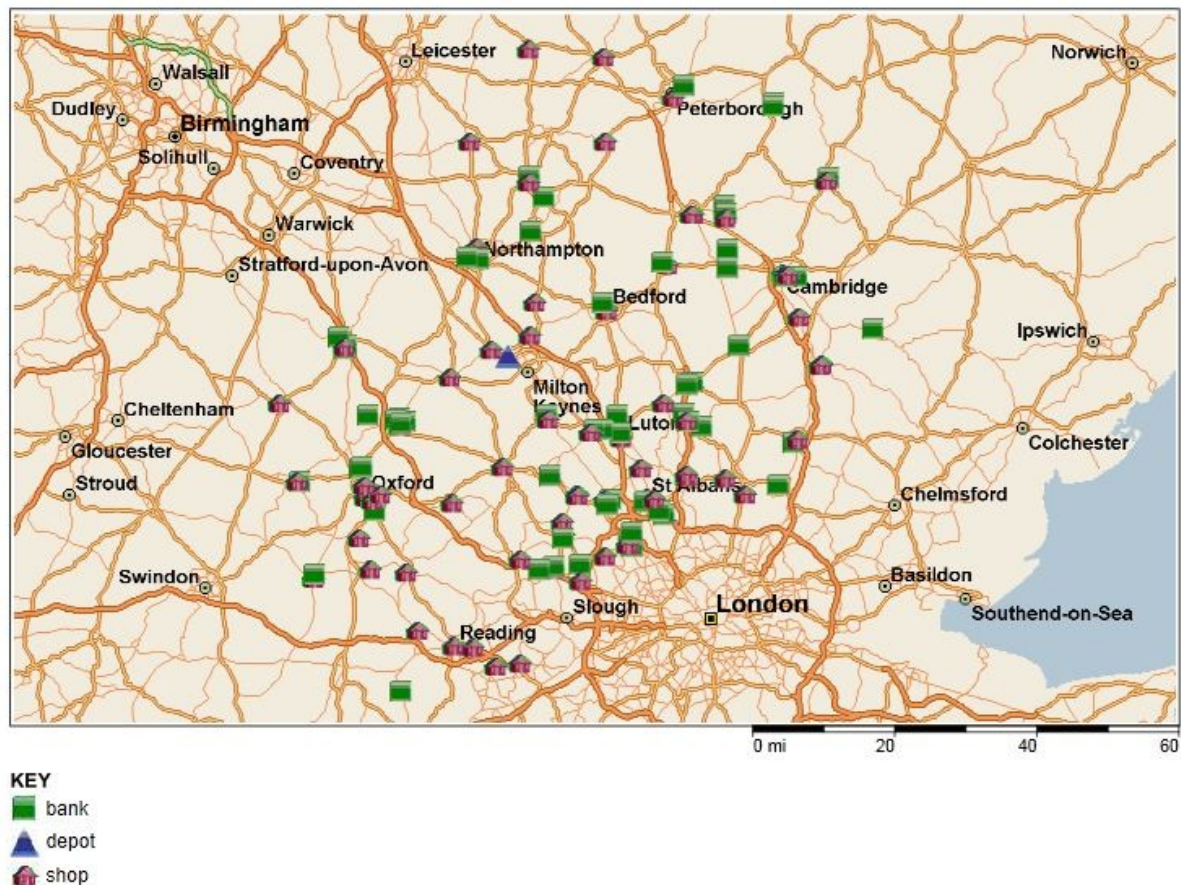 Leicester
Norwich
Walsall
Dudley
Peterborough
Birmingham
Solihull
Coventry
Warwick
Northampton
Stratford-upon-Avon
Cambridge
Bedford
Ipswich
Milton
Keynes
Cheltenham
Luton
Colchester
Gloucester
Stroud
Oxford
St Albans
Chelmsford
Swindon
Basildon
Slough
London
Southend-on-Sea
Reading
0 mi 20 40 60
KEY
bank
depot
shop